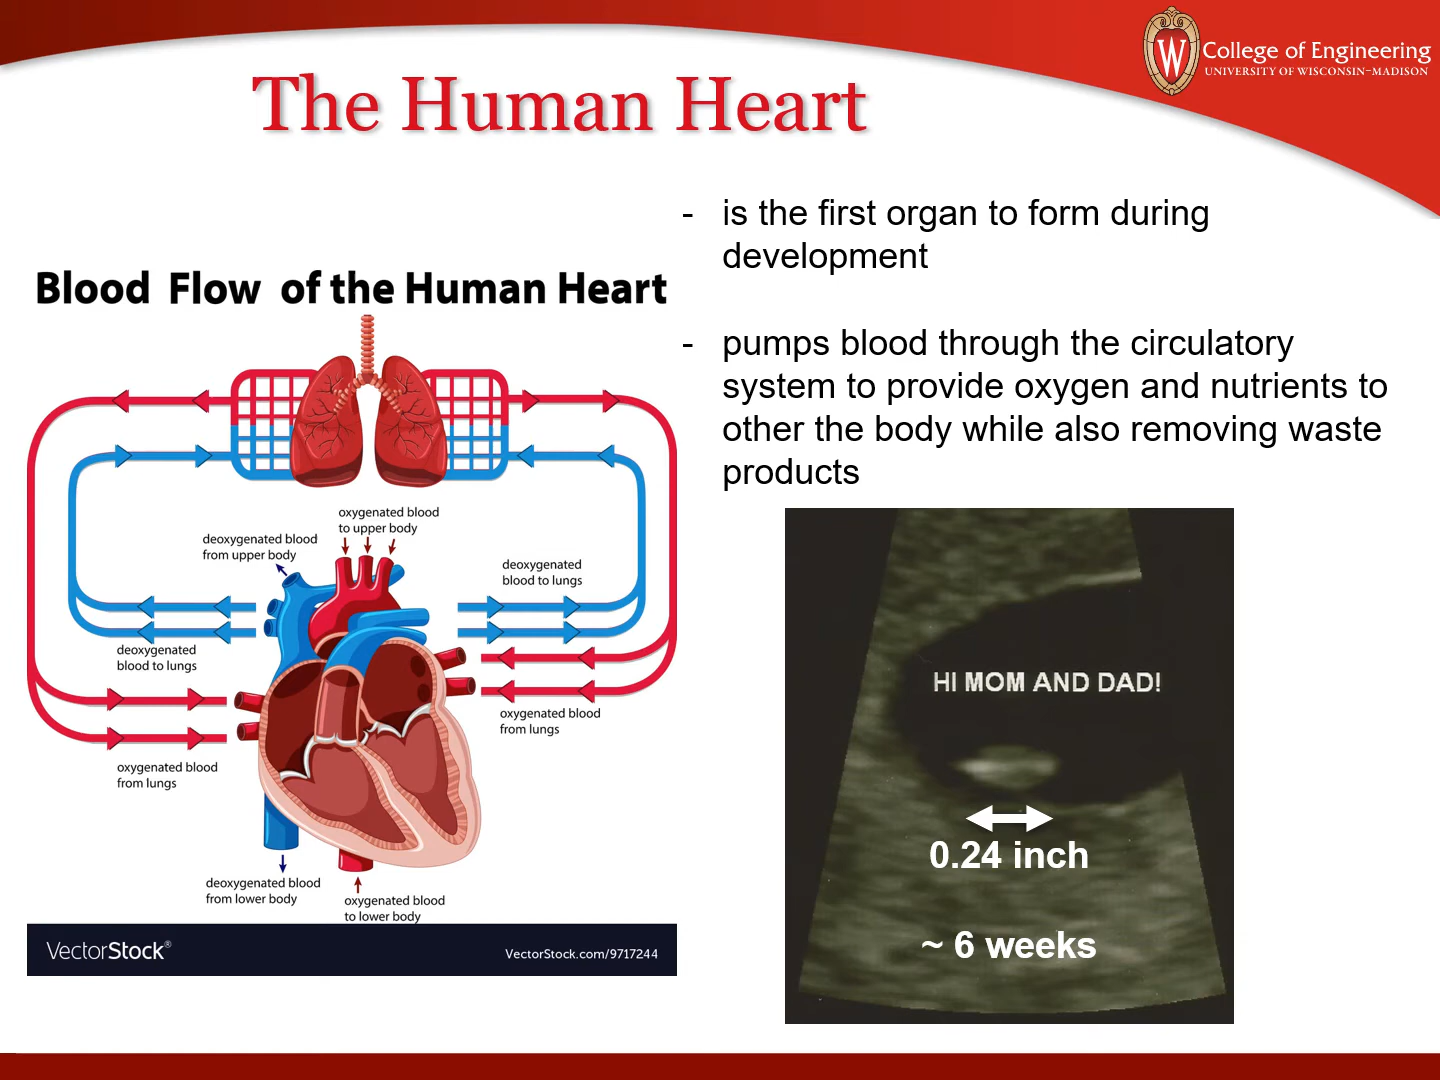 College of Engineering
UNIVERSITY OF WISCONSIN–MADISON
W
The Human Heart
- is the first organ to form during
development
- pumps blood through the circulatory
system to provide oxygen and nutrients to
other the body while also removing waste
products
Blood Flow of the Human Heart
oxygenated blood
to upper body
deoxygenated blood
from upper body
deoxygenated
blood to lungs
deoxygenated
blood to lungs
oxygenated blood
from lungs
oxygenated blood
from lungs
deoxygenated blood
from lower body
oxygenated blood
to lower body
VectorStock®
VectorStock.com/9717244
HI MOM AND DAD!
0.24 inch
~ 6 weeks